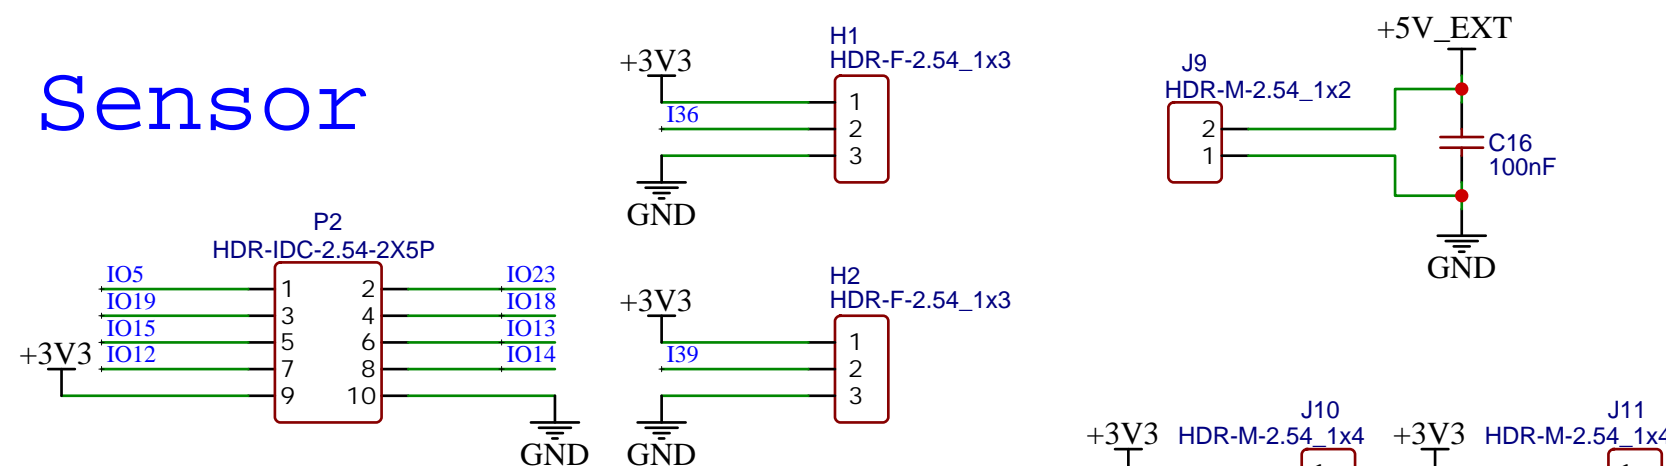 Sensor
+3V3
H1
HDR-F-2.54_1x3
I36
1
2
3
GND
J9
HDR-M-2.54_1x2
2
1
+5V_EXT
C16
100nF
GND
P2
HDR-IDC-2.54-2X5P
IO5
1
2
IO23
IO19
3
4
IO18
IO15
5
6
IO13
+3V3
IO12
7
8
IO14
9
10
GND
+3V3
H2
HDR-F-2.54_1x3
I39
1
2
3
GND
+3V3
J10
HDR-M-2.54_1x4
+3V3
J11
HDR-M-2.54_1x4